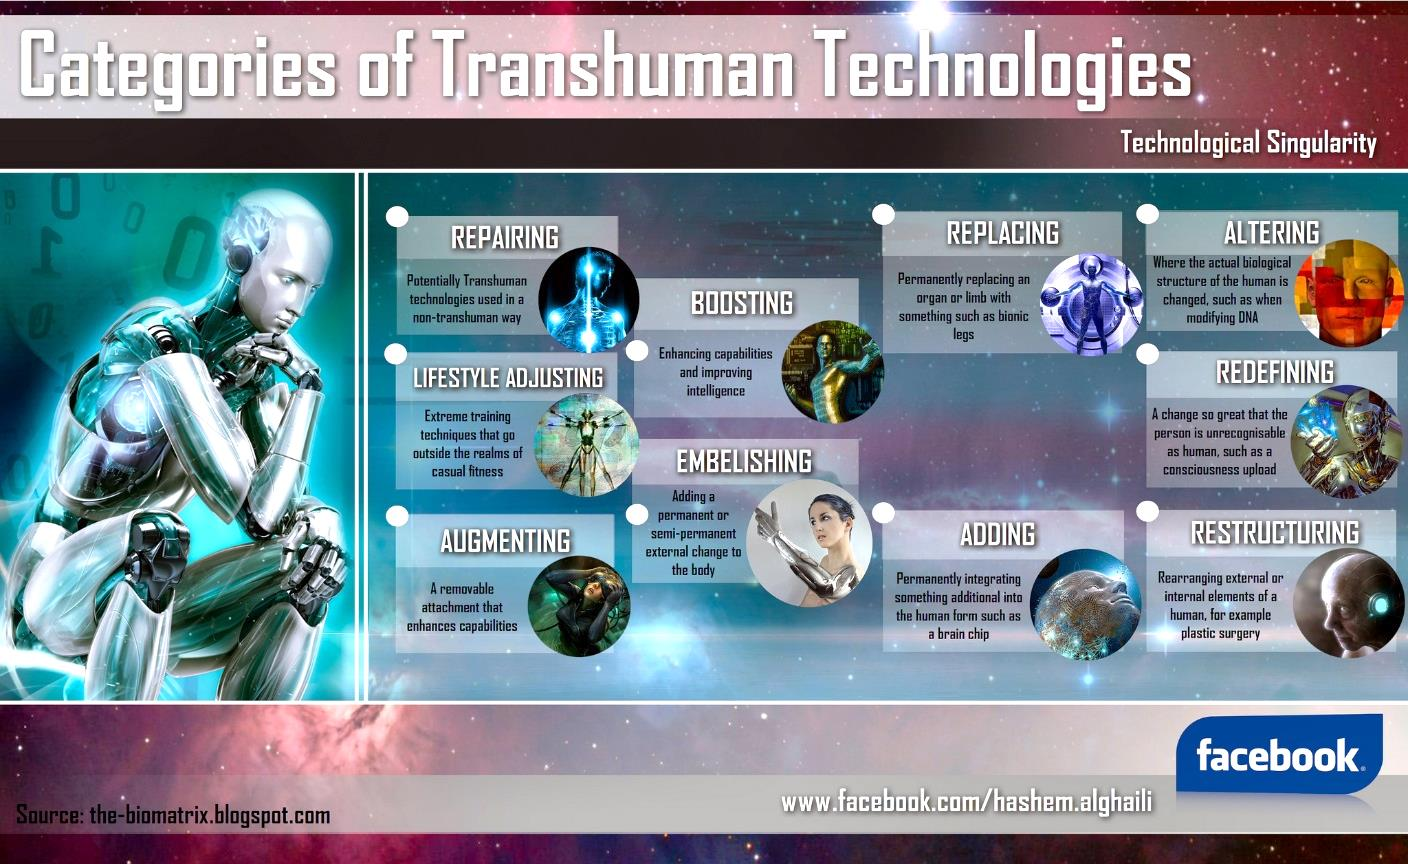 Categories of Transhuman Technologies
Technological Singularity
REPAIRING
Potentially Transhuman
technologies used in a
non-transhuman way
LIFESTYLE ADJUSTING
Extreme training
techniques that go
outside the realms of
casual fitness
AUGMENTING
A removable
attachment that
enhances capabilities
BOOSTING
Enhancing capabilities
and improving
intelligence
EMBELISHING
Adding a
permanent or
semi-permanent
external change to
the body
REPLACING
Permanently replacing an
organ or limb with
something such as bionic
legs
ADDING
Permanently integrating
something additional into
the human form such as
a brain chip
ALTERING
Where the actual biological
structure of the human is
changed, such as when
modifying DNA
REDEFINING
A change so great that the
person is unrecognisable
as human, such as a
consciousness upload
RESTRUCTURING
Rearranging external or
internal elements of a
human, for example
plastic surgery
facebook®
www.facebook.com/hashem.alghaili
Source: the-biomatrix.blogspot.com